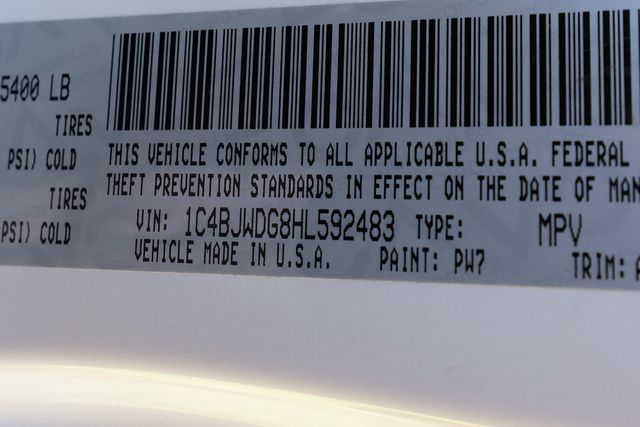 5400 LB
TIRES
PSI) COLD
TIRES
PSI) COLD
THIS VEHICLE CONFORMS TO ALL APPLICABLE U.S.A. FEDERAL
THEFT PREVENTION STANDARDS IN EFFECT ON THE DATE OF MAN
VIN: 1C4BJWDG8HL592483 TYPE: MPV
VEHICLE MADE IN U.S.A. PAINT: PW7 TRIM: